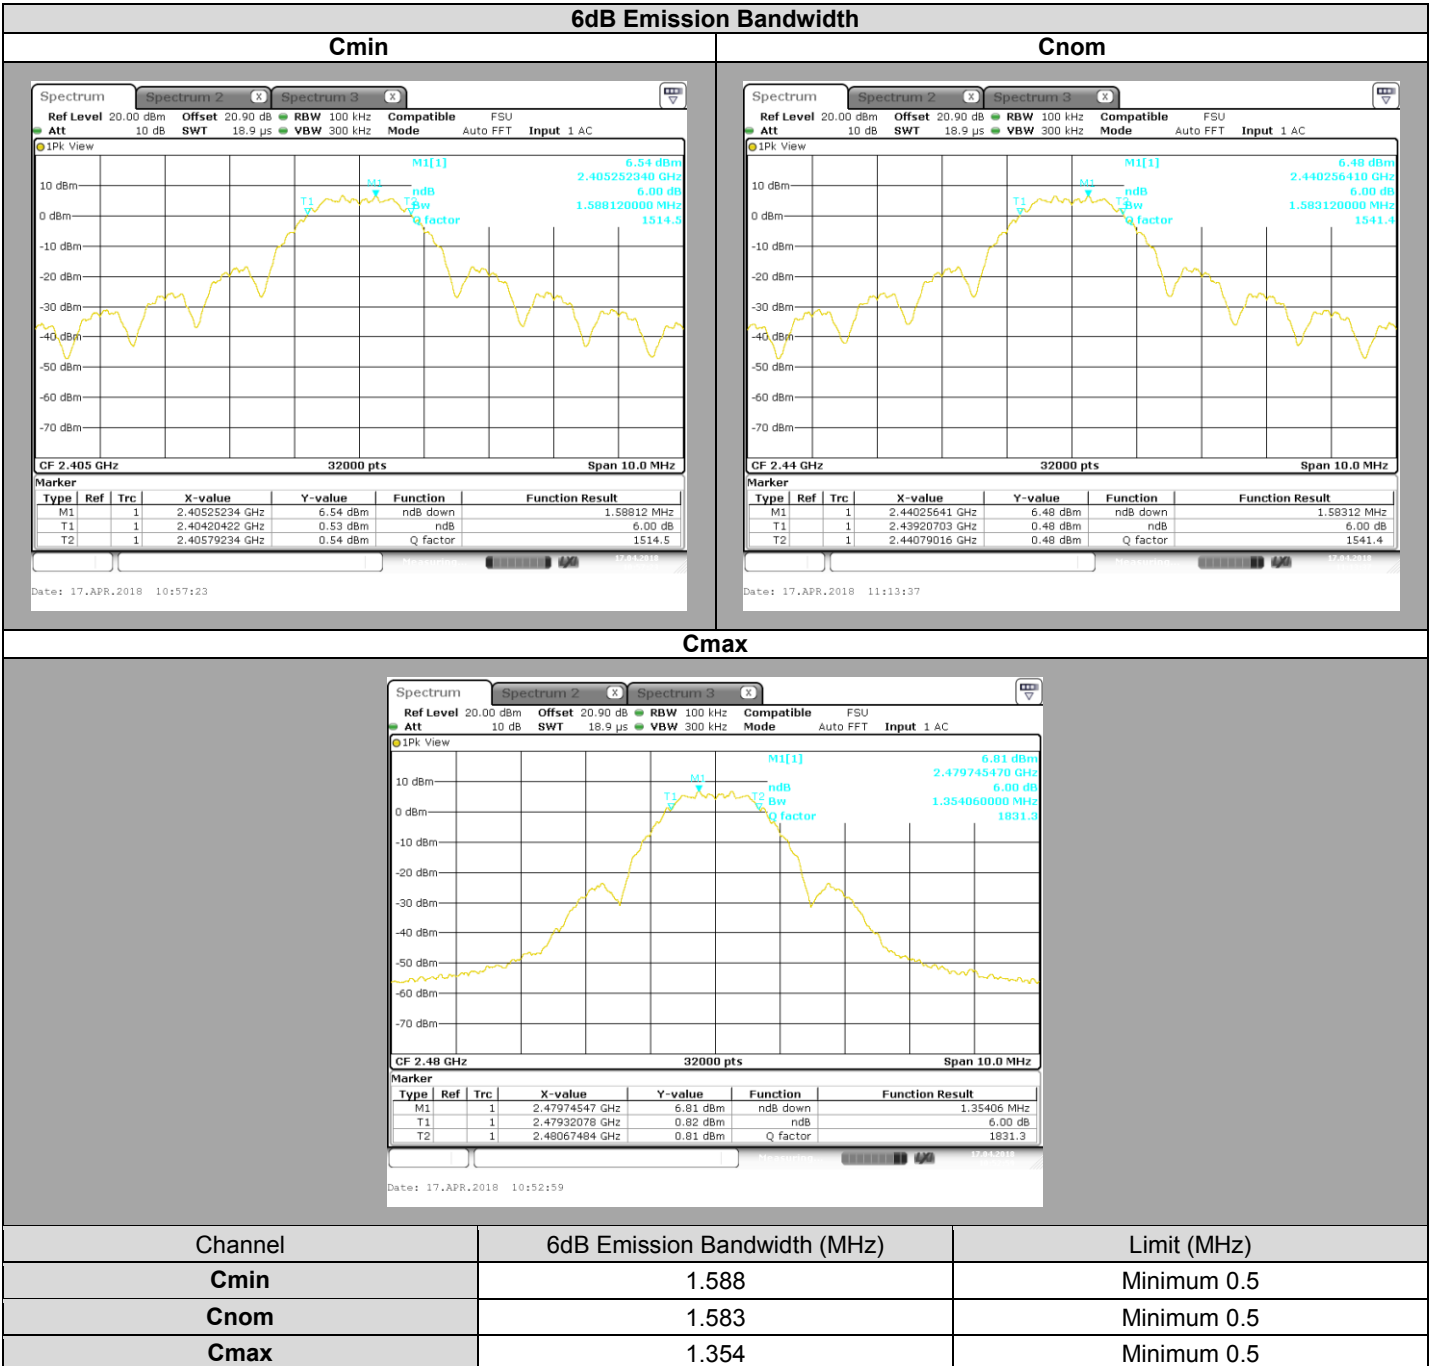 6dB Emission Bandwidth
Cmin
Cnom
Spectrum Spectrum 2 X Spectrum 3 X
Ref Level 20.00 dBm Offset 20.90 dB RBW 100 kHz Compatible FSU
Att 10 dB SWT 18.9 µs VBW 300 kHz Mode Auto FFT Input 1 AC
1Pk View
M1[1] 6.54 dBm
2.405252340 GHz
10 dBm
M1
ndB 6.00 dB
T1 T2 Bw 1.588120000 MHz
0 dBm
Q factor 1514.5
-10 dBm
-20 dBm
-30 dBm
-40 dBm
-50 dBm
-60 dBm
-70 dBm
CF 2.405 GHz 32000 pts Span 10.0 MHz
Marker
Type Ref Trc X-value Y-value Function Function Result
M1 1 2.40525234 GHz 6.54 dBm ndB down 1.58812 MHz
T1 1 2.40420422 GHz 0.53 dBm ndB 6.00 dB
T2 1 2.40579234 GHz 0.54 dBm Q factor 1514.5
Measuring... 17.04.2018
Date: 17.APR.2018 10:57:23
Spectrum Spectrum 2 X Spectrum 3 X
Ref Level 20.00 dBm Offset 20.90 dB RBW 100 kHz Compatible FSU
Att 10 dB SWT 18.9 µs VBW 300 kHz Mode Auto FFT Input 1 AC
1Pk View
M1[1] 6.48 dBm
2.440256410 GHz
10 dBm
M1
ndB 6.00 dB
T1 T2 Bw 1.583120000 MHz
0 dBm
Q factor 1541.4
-10 dBm
-20 dBm
-30 dBm
-40 dBm
-50 dBm
-60 dBm
-70 dBm
CF 2.44 GHz 32000 pts Span 10.0 MHz
Marker
Type Ref Trc X-value Y-value Function Function Result
M1 1 2.44025641 GHz 6.48 dBm ndB down 1.58312 MHz
T1 1 2.43920703 GHz 0.48 dBm ndB 6.00 dB
T2 1 2.44079016 GHz 0.48 dBm Q factor 1541.4
Measuring... 17.04.2018
Date: 17.APR.2018 11:13:37
Cmax
Spectrum Spectrum 2 X Spectrum 3 X
Ref Level 20.00 dBm Offset 20.90 dB RBW 100 kHz Compatible FSU
Att 10 dB SWT 18.9 µs VBW 300 kHz Mode Auto FFT Input 1 AC
1Pk View
M1[1] 6.81 dBm
2.479745470 GHz
10 dBm
M1
ndB 6.00 dB
T1 T2 Bw 1.354060000 MHz
0 dBm
Q factor 1831.3
-10 dBm
-20 dBm
-30 dBm
-40 dBm
-50 dBm
-60 dBm
-70 dBm
CF 2.48 GHz 32000 pts Span 10.0 MHz
Marker
Type Ref Trc X-value Y-value Function Function Result
M1 1 2.47974547 GHz 6.81 dBm ndB down 1.35406 MHz
T1 1 2.47932078 GHz 0.82 dBm ndB 6.00 dB
T2 1 2.48067484 GHz 0.81 dBm Q factor 1831.3
Measuring... 17.04.2018
Date: 17.APR.2018 10:52:59
Channel 6dB Emission Bandwidth (MHz) Limit (MHz)
Cmin 1.588 Minimum 0.5
Cnom 1.583 Minimum 0.5
Cmax 1.354 Minimum 0.5